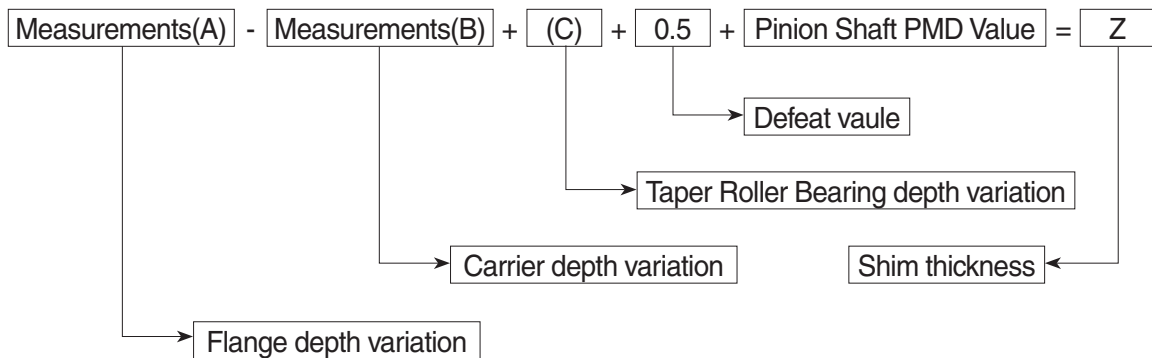 Measurements(A) - Measurements(B) + (C) + 0.5 + Pinion Shaft PMD Value = Z
Defeat vaule
Taper Roller Bearing depth variation
Carrier depth variation Shim thickness
Flange depth variation